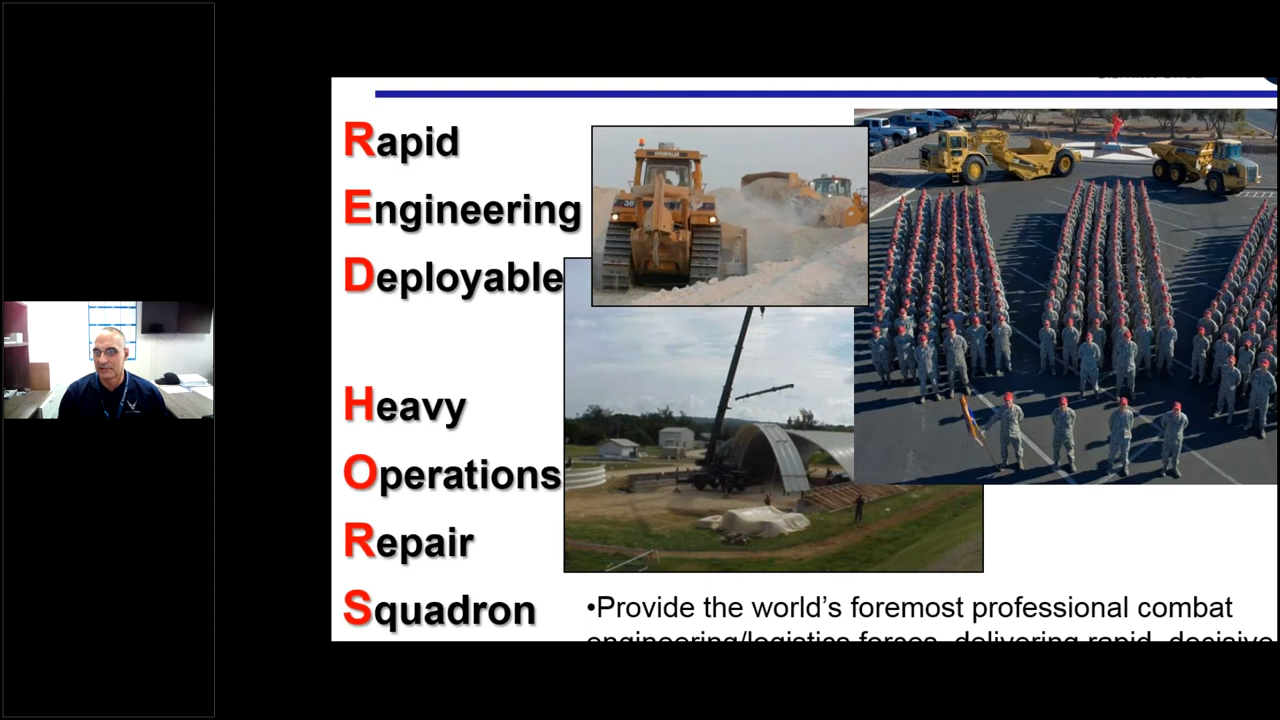 Rapid
Engineering
Deployable
Heavy
Operations
Repair
Squadron
•Provide the world’s foremost professional combat
engineering/logistics forces, delivering rapid, decisive